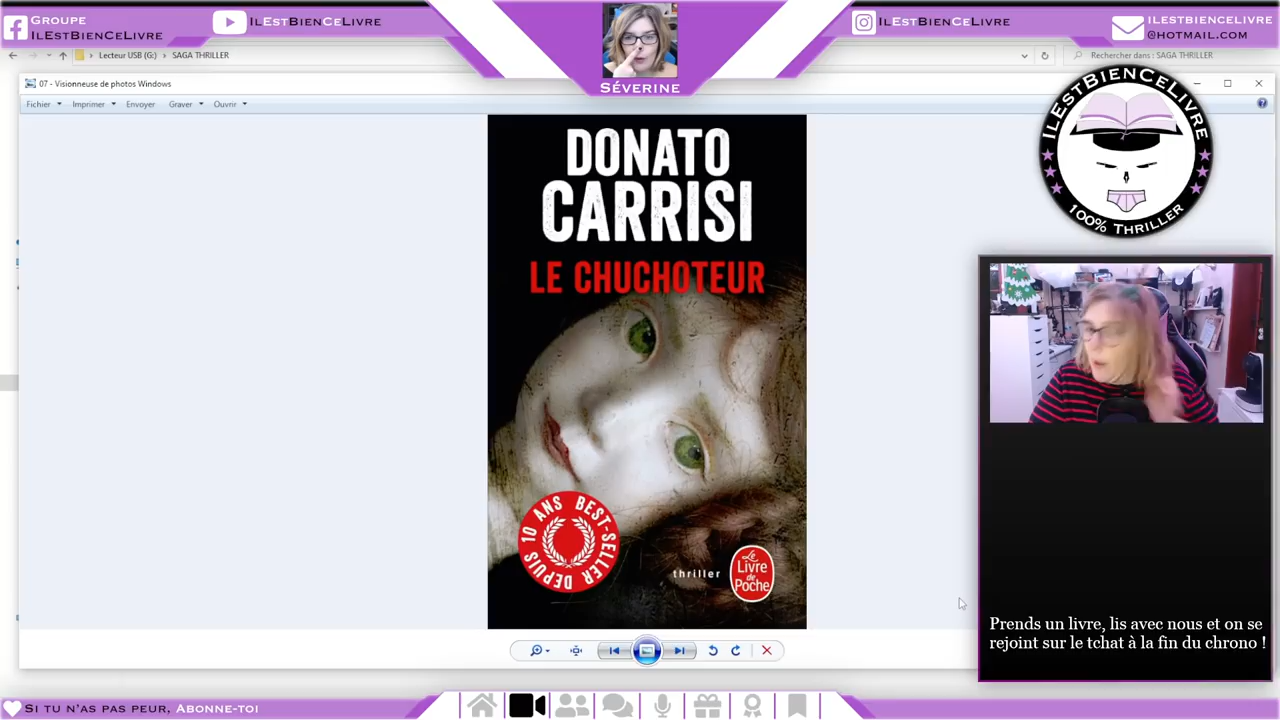 Groupe
IlEstBienCeLivre
IlEstBienCeLivre
IlEstBienCeLivre
IlEstBienCeLivre
@hotmail.com
Séverine
Lecteur USB (G:) > SAGA THRILLER
Rechercher dans : SAGA THRILLER
07 - Visionneuse de photos Windows
Fichier
Imprimer
Envoyer
Graver
Ouvrir
DONATO
CARRISI
LE CHUCHOTEUR
BEST-SELLER DEPUIS 10 ANS
thriller
Le
Livre
de
Poche
IlEstBienCeLivre
100% Thriller
Prends un livre, lis avec nous et on se
rejoint sur le tchat à la fin du chrono !
Si tu n'as pas peur, Abonne-toi